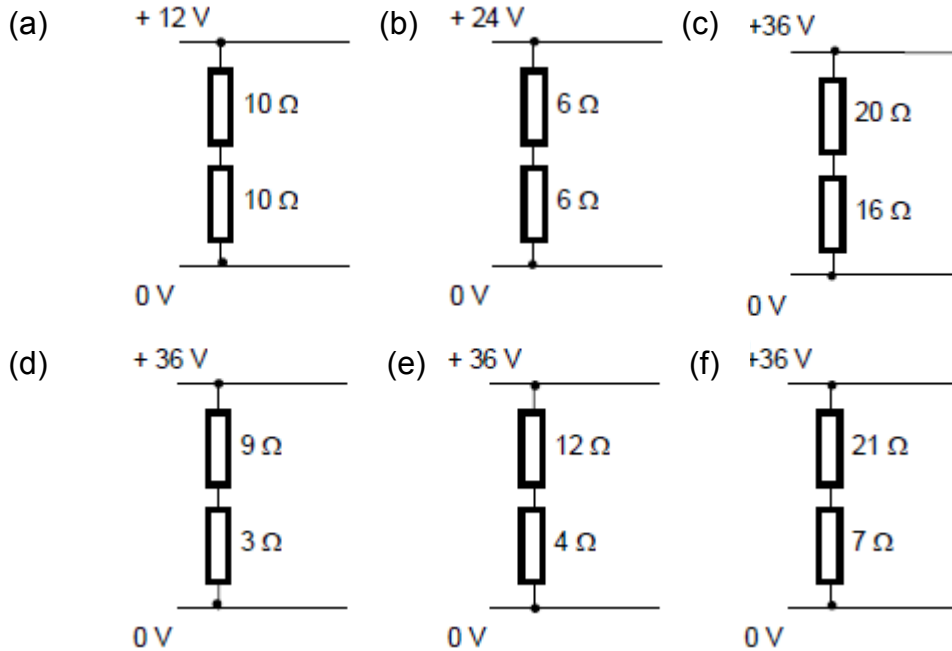 (a)
+ 12 V
10 Ω
10 Ω
0 V
(b)
+ 24 V
6 Ω
6 Ω
0 V
(c)
+36 V
20 Ω
16 Ω
0 V
(d)
+ 36 V
9 Ω
3 Ω
0 V
(e)
+ 36 V
12 Ω
4 Ω
0 V
(f)
+36 V
21 Ω
7 Ω
0 V